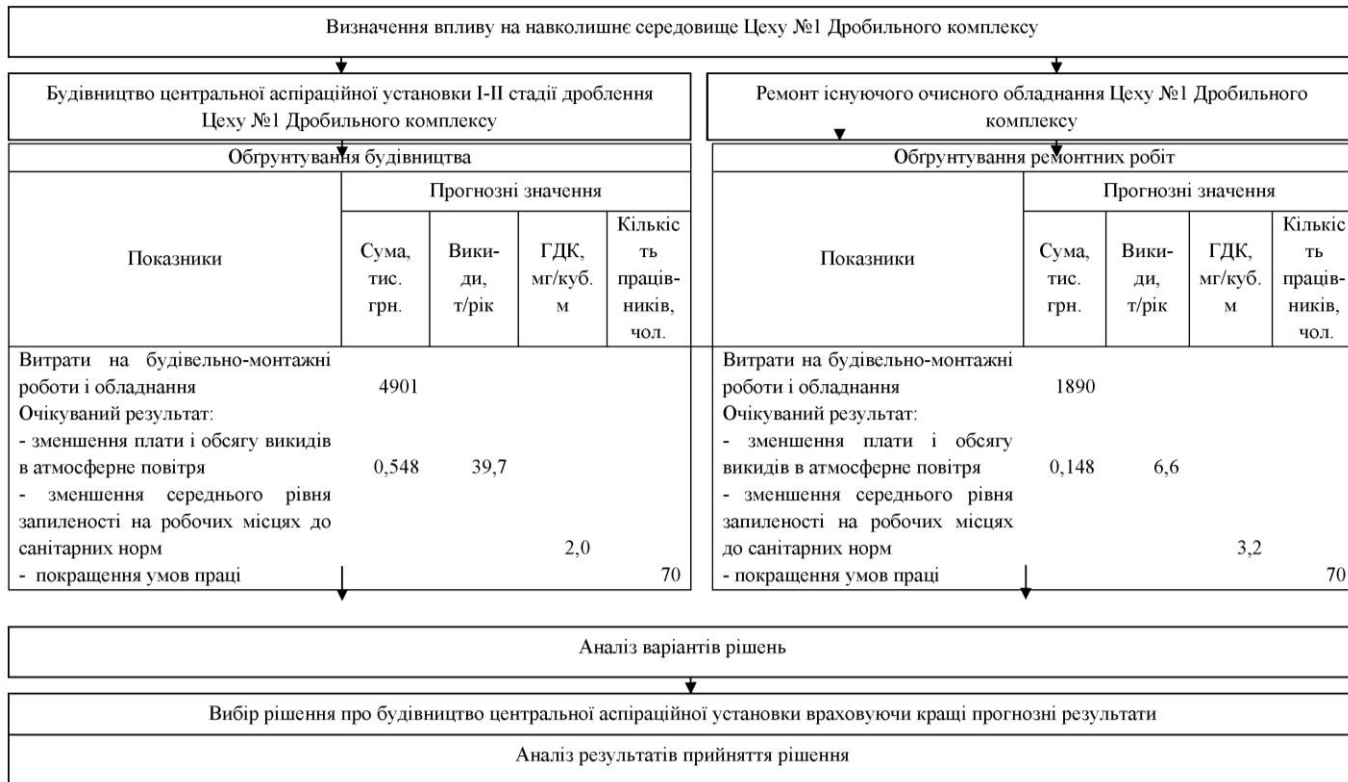 Визначення впливу на навколишнє середовище Цеху №1 Дробильного комплексу
Будівництво центральної аспіраційної установки І-ІІ стадії дроблення
Цеху №1 Дробильного комплексу
Обґрунтування будівництва
Показники
Прогнозні значення
Сума,
тис.
грн.
Вики-
ди,
т/рік
ГДК,
мг/куб.
м
Кількіс
ть
праців-
ників,
чол.
Витрати на будівельно-монтажні
роботи і обладнання 4901
Очікуваний результат:
- зменшення плати і обсягу викидів
в атмосферне повітря 0,548 39,7
- зменшення середнього рівня
запиленості на робочих місцях до
санітарних норм 2,0
- покращення умов праці 70
Ремонт існуючого очисного обладнання Цеху №1 Дробильного
комплексу
Обґрунтування ремонтних робіт
Показники
Прогнозні значення
Сума,
тис.
грн.
Вики-
ди,
т/рік
ГДК,
мг/куб.
м
Кількіс
ть
праців-
ників,
чол.
Витрати на будівельно-монтажні
роботи і обладнання 1890
Очікуваний результат:
- зменшення плати і обсягу
викидів в атмосферне повітря 0,148 6,6
- зменшення середнього рівня
запиленості на робочих місцях
до санітарних норм 3,2
- покращення умов праці 70
Аналіз варіантів рішень
Вибір рішення про будівництво центральної аспіраційної установки враховуючи кращі прогнозні результати
Аналіз результатів прийняття рішення